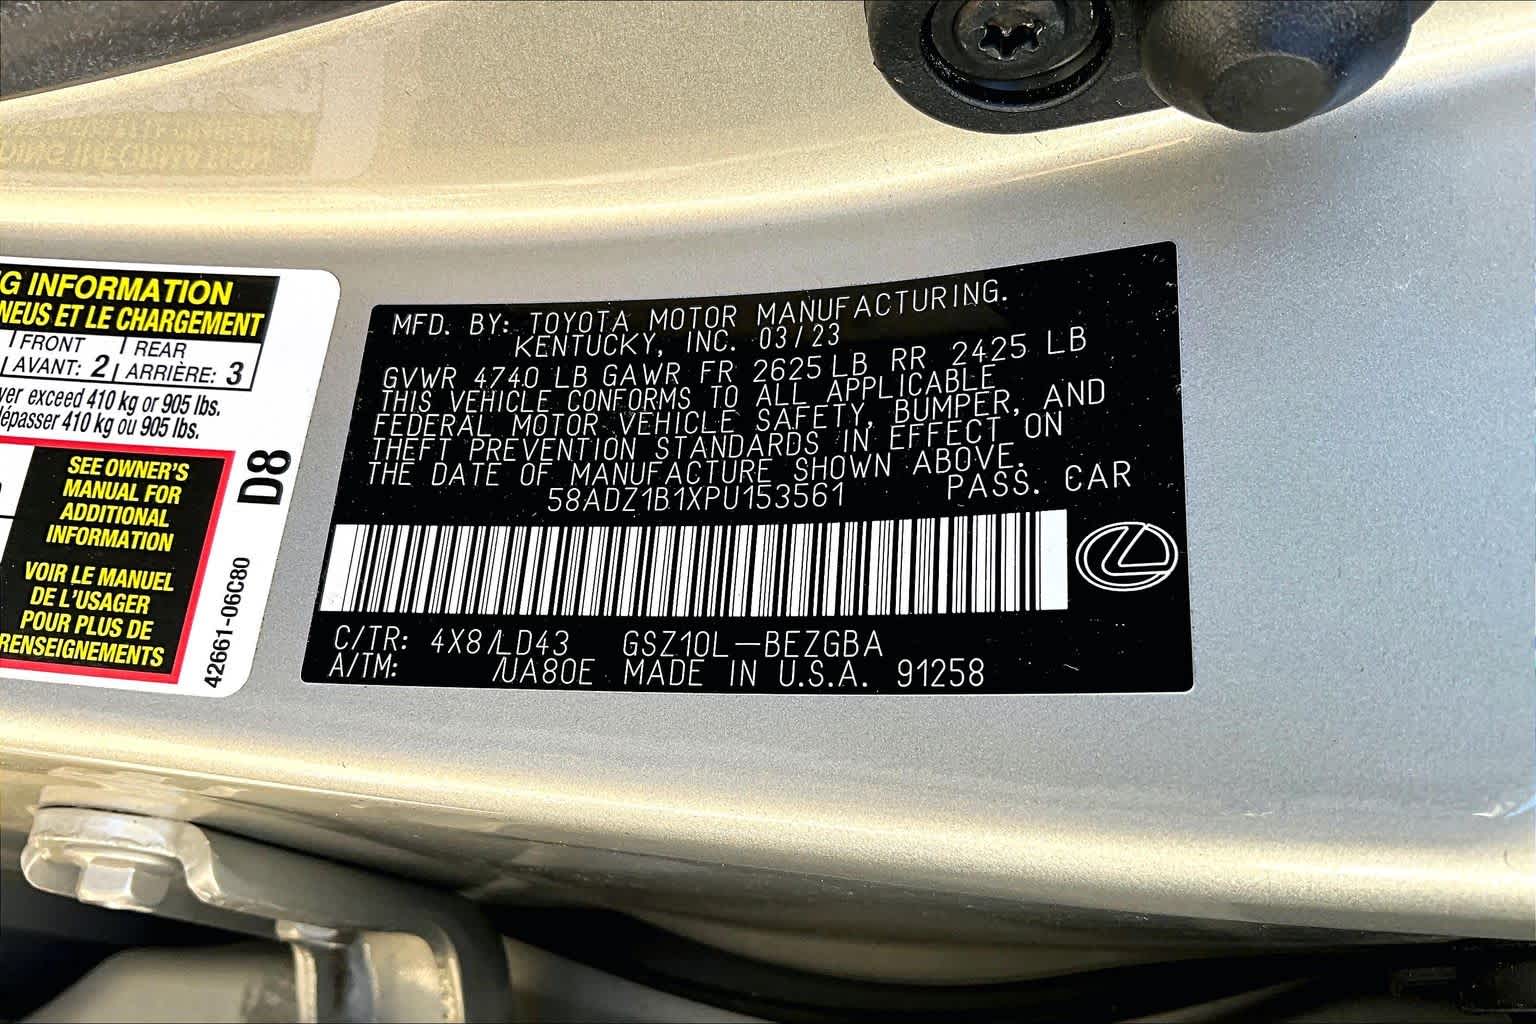 G INFORMATION
NEUS ET LE CHARGEMENT
FRONT REAR
AVANT: 2 ARRIÈRE: 3
yer exceed 410 kg or 905 lbs.
dépasser 410 kg ou 905 lbs.
SEE OWNER'S
MANUAL FOR
ADDITIONAL
INFORMATION
VOIR LE MANUEL
DE L'USAGER
POUR PLUS DE
RENSEIGNEMENTS
D8
42661-06C80
MFD. BY: TOYOTA MOTOR MANUFACTURING.
KENTUCKY, INC. 03/23
GVWR 4740 LB GAWR FR 2625 LB RR 2425 LB
THIS VEHICLE CONFORMS TO ALL APPLICABLE
FEDERAL MOTOR VEHICLE SAFETY, BUMPER, AND
THEFT PREVENTION STANDARDS IN EFFECT ON
THE DATE OF MANUFACTURE SHOWN ABOVE.
58ADZ1B1XPU153561 PASS. CAR
C/TR: 4X8/LD43 GSZ10L-BEZGBA
A/TM: /UA80E MADE IN U.S.A. 91258